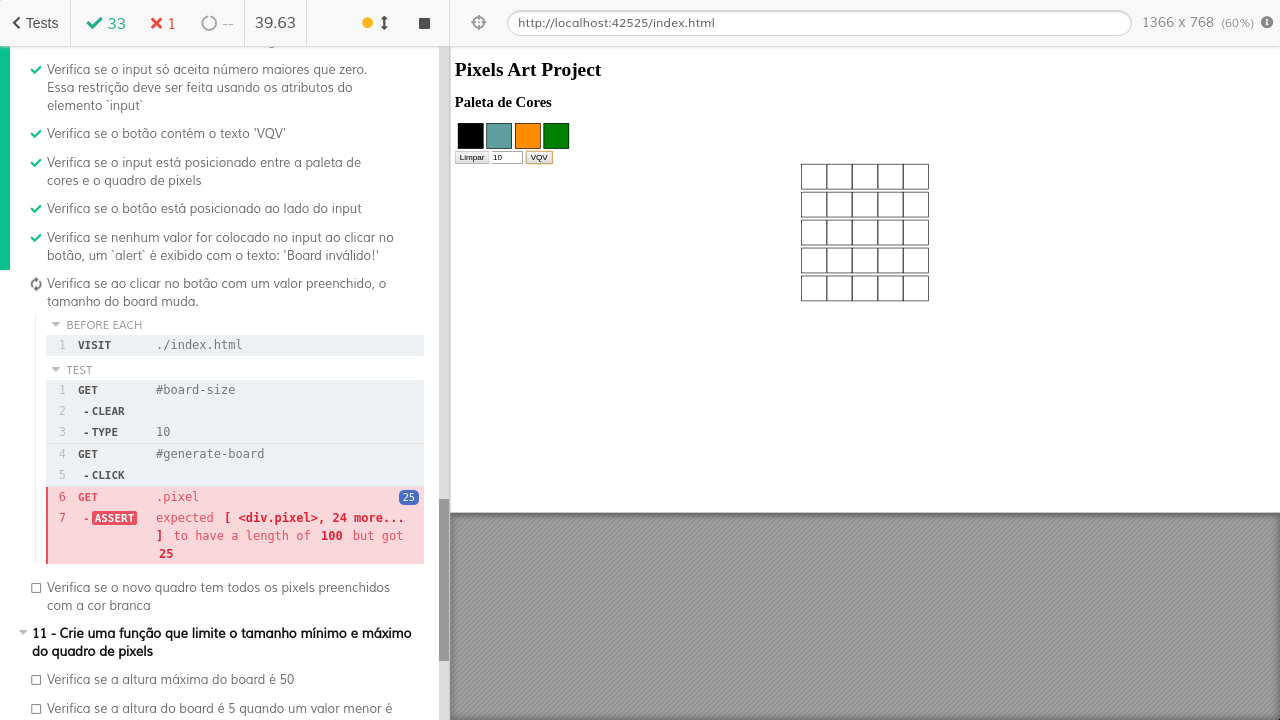 Tests 33 1 -- 39.63
Verifica se o input só aceita número maiores que zero.
Essa restrição deve ser feita usando os atributos do
elemento `input`
Verifica se o botão contém o texto 'VQV'
Verifica se o input está posicionado entre a paleta de
cores e o quadro de pixels
Verifica se o botão está posicionado ao lado do input
Verifica se nenhum valor for colocado no input ao clicar no
botão, um `alert` é exibido com o texto: 'Board inválido!'
Verifica se ao clicar no botão com um valor preenchido, o
tamanho do board muda.
BEFORE EACH
1 VISIT ./index.html
TEST
1 GET #board-size
2 -CLEAR
3 -TYPE 10
4 GET #generate-board
5 -CLICK
6 GET .pixel 25
7 -ASSERT expected [ <div.pixel>, 24 more...
] to have a length of 100 but got
25
Verifica se o novo quadro tem todos os pixels preenchidos
com a cor branca
11 - Crie uma função que limite o tamanho mínimo e máximo
do quadro de pixels
Verifica se a altura máxima do board é 50
Verifica se a altura do board é 5 quando um valor menor é
http://localhost:42525/index.html 1366 x 768 (60%)
Pixels Art Project
Paleta de Cores
Limpar 10 VQV